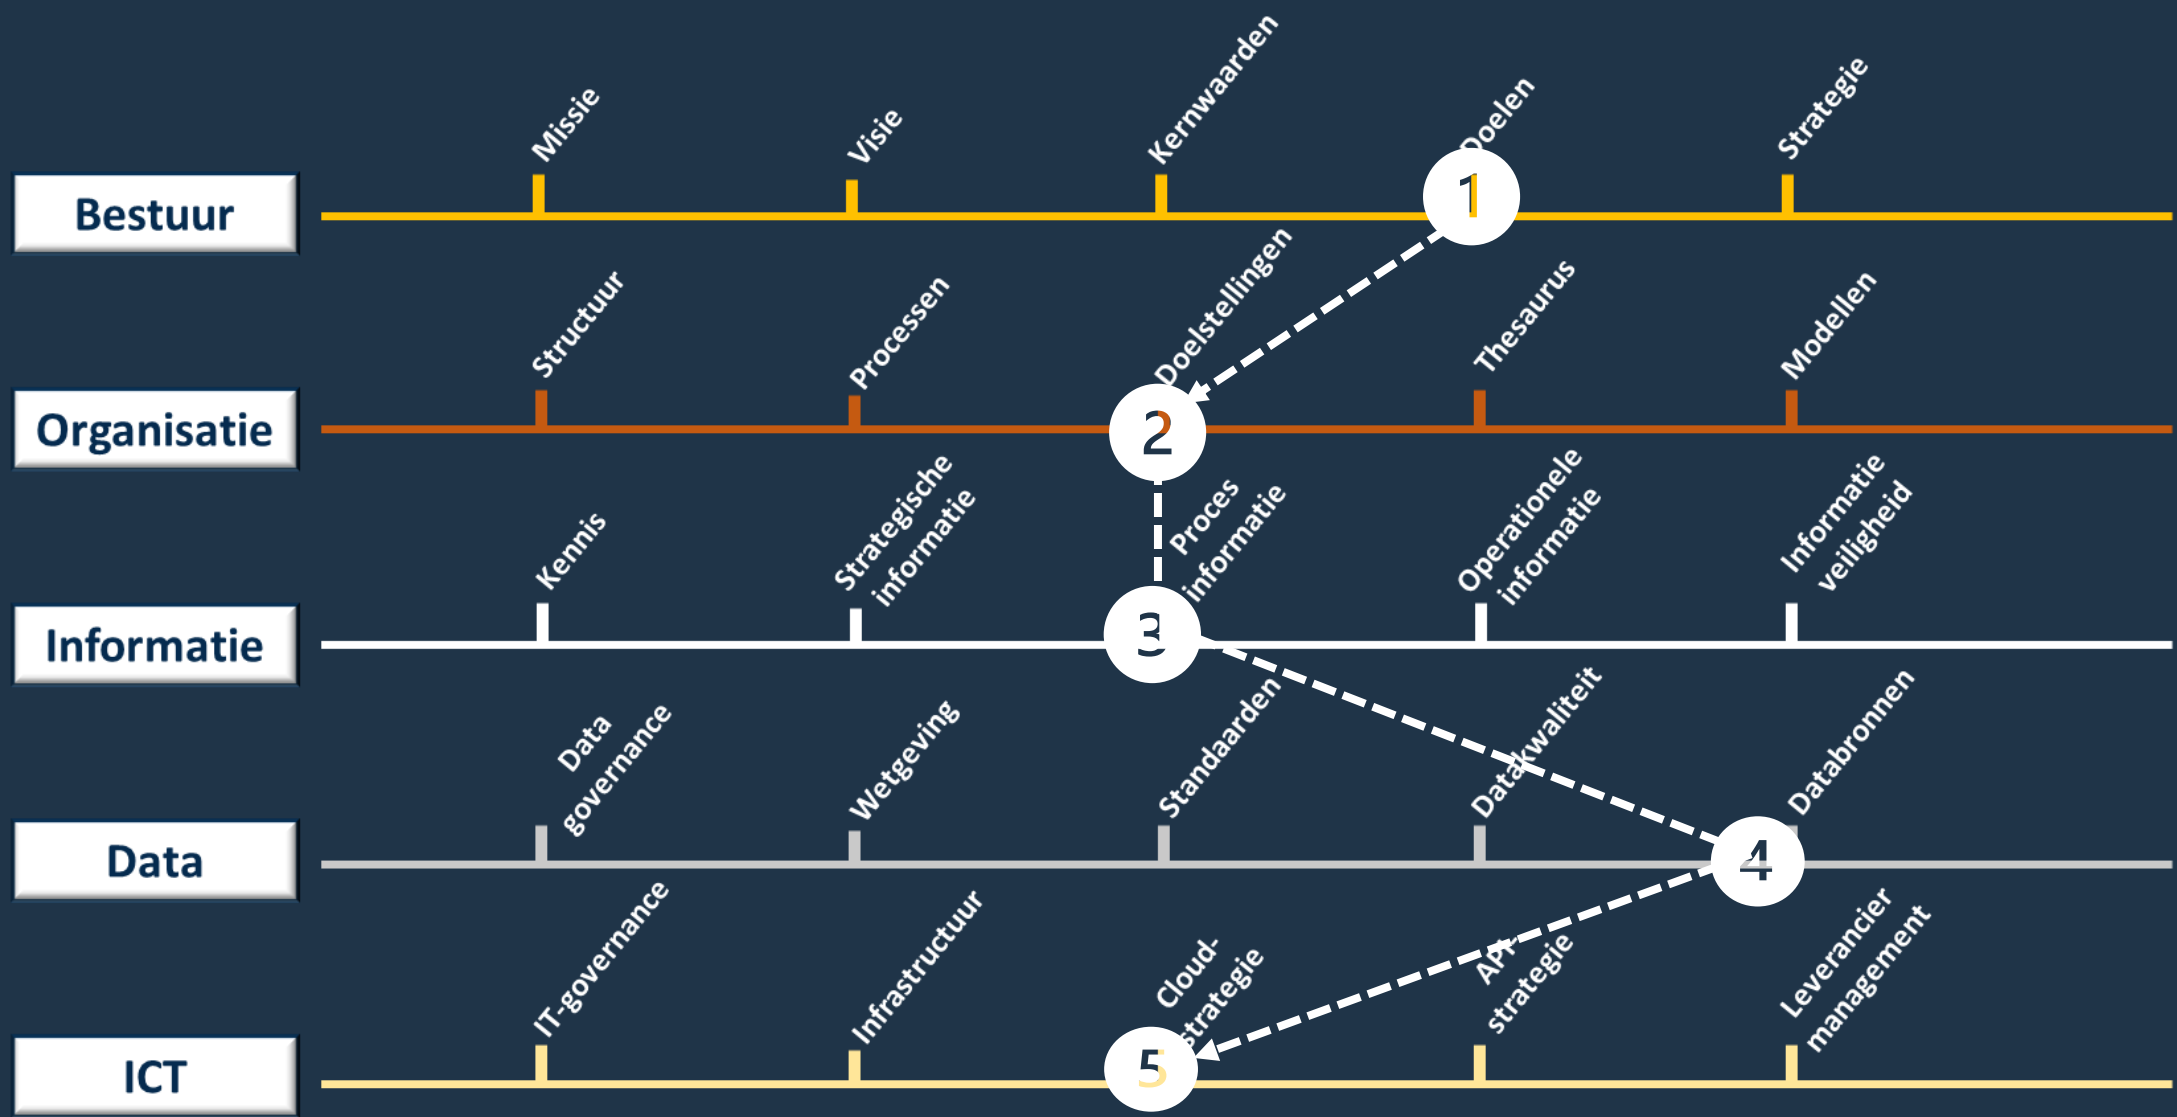 Missie
Visie
Kernwaarden
Doelen
Strategie
Bestuur
1
Structuur
Processen
Doelstellingen
Thesaurus
Modellen
Organisatie
2
Kennis
Strategische
informatie
Proces
informatie
Operationele
informatie
Informatie
veiligheid
Informatie
3
Data
governance
Wetgeving
Standaarden
Datakwaliteit
Databronnen
Data
4
IT-governance
Infrastructuur
Cloud-
strategie
API-
strategie
Leverancier
management
ICT
5